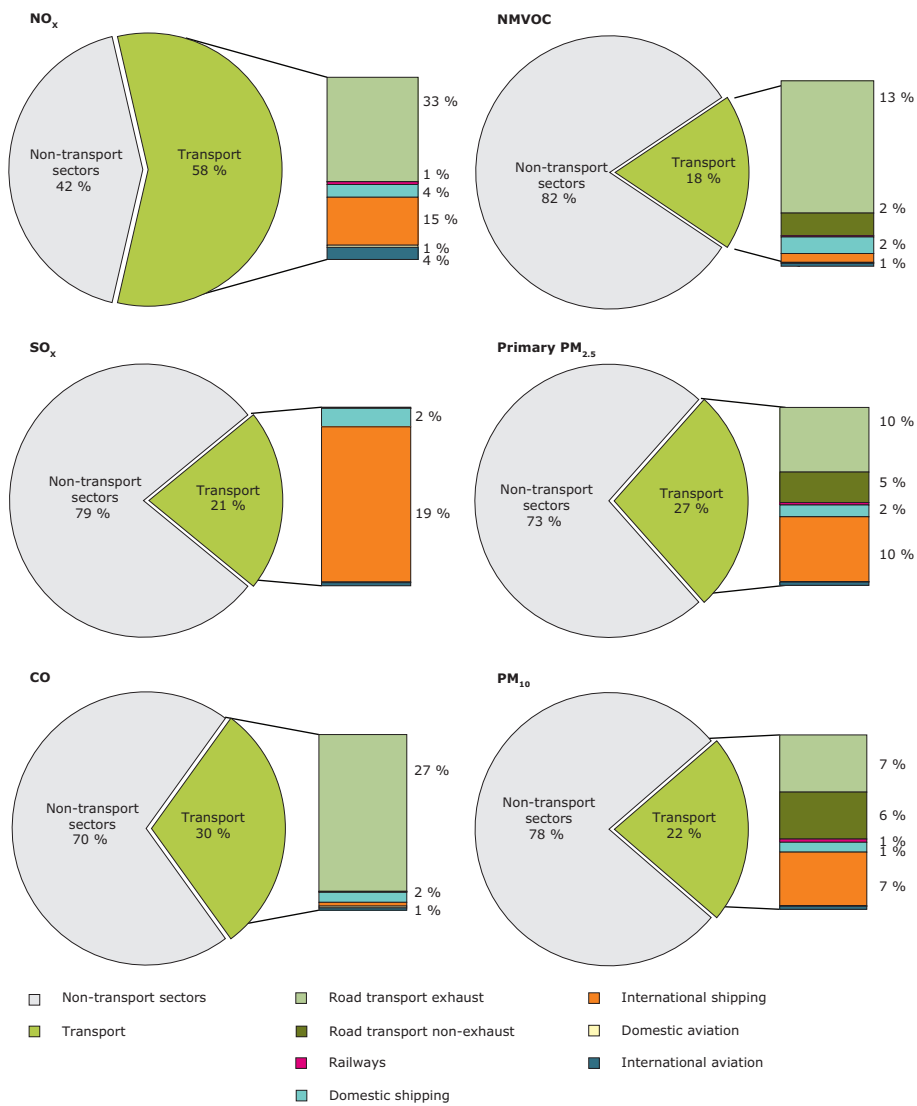 NOx
Non-transport
sectors
42 %
Transport
58 %
33 %
1 %
4 %
15 %
1 %
4 %
NMVOC
Non-transport
sectors
82 %
Transport
18 %
13 %
2 %
2 %
1 %
SOx
Non-transport
sectors
79 %
Transport
21 %
2 %
19 %
Primary PM2.5
Non-transport
sectors
73 %
Transport
27 %
10 %
5 %
2 %
10 %
CO
Non-transport
sectors
70 %
Transport
30 %
27 %
2 %
1 %
PM10
Non-transport
sectors
78 %
Transport
22 %
7 %
6 %
1 %
1 %
7 %
Non-transport sectors
Transport
Road transport exhaust
Road transport non-exhaust
Railways
Domestic shipping
International shipping
Domestic aviation
International aviation